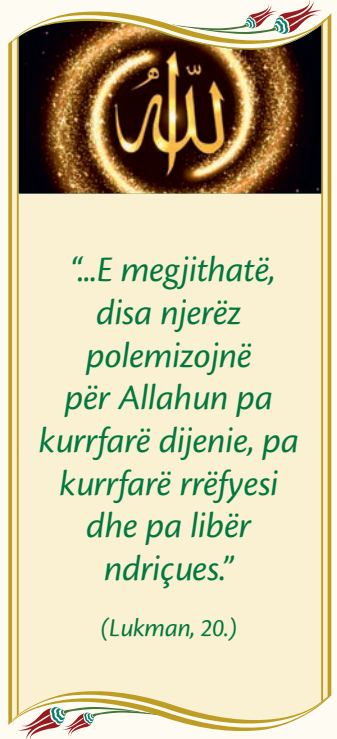 الله
“...E megjithatë,
disa njerëz
polemizojnë
për Allahun pa
kurrfarë dijenie, pa
kurrfarë rrëfyesi
dhe pa libër
ndriçues.”
(Lukman, 20.)